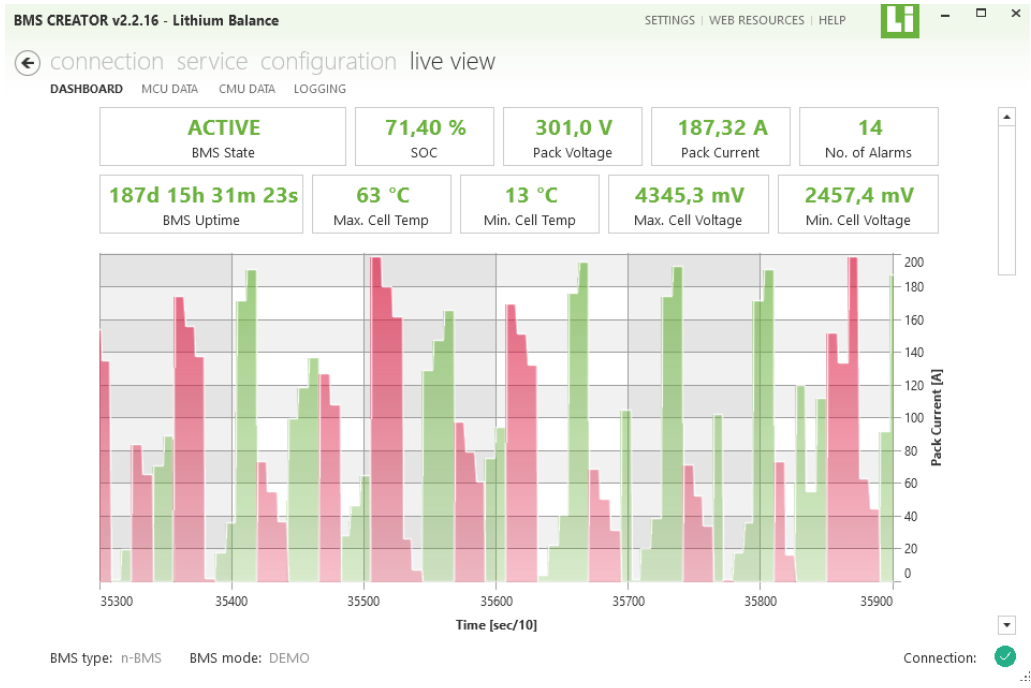 BMS CREATOR v2.2.16 - Lithium Balance
SETTINGS | WEB RESOURCES | HELP
Li
connection service configuration live view
DASHBOARD MCU DATA CMU DATA LOGGING
ACTIVE
BMS State
71,40 %
SOC
301,0 V
Pack Voltage
187,32 A
Pack Current
14
No. of Alarms
187d 15h 31m 23s
BMS Uptime
63 °C
Max. Cell Temp
13 °C
Min. Cell Temp
4345,3 mV
Max. Cell Voltage
2457,4 mV
Min. Cell Voltage
200
180
160
140
120
100
80
60
40
20
0
Pack Current [A]
35300 35400 35500 35600 35700 35800 35900
Time [sec/10]
BMS type: n-BMS BMS mode: DEMO
Connection: